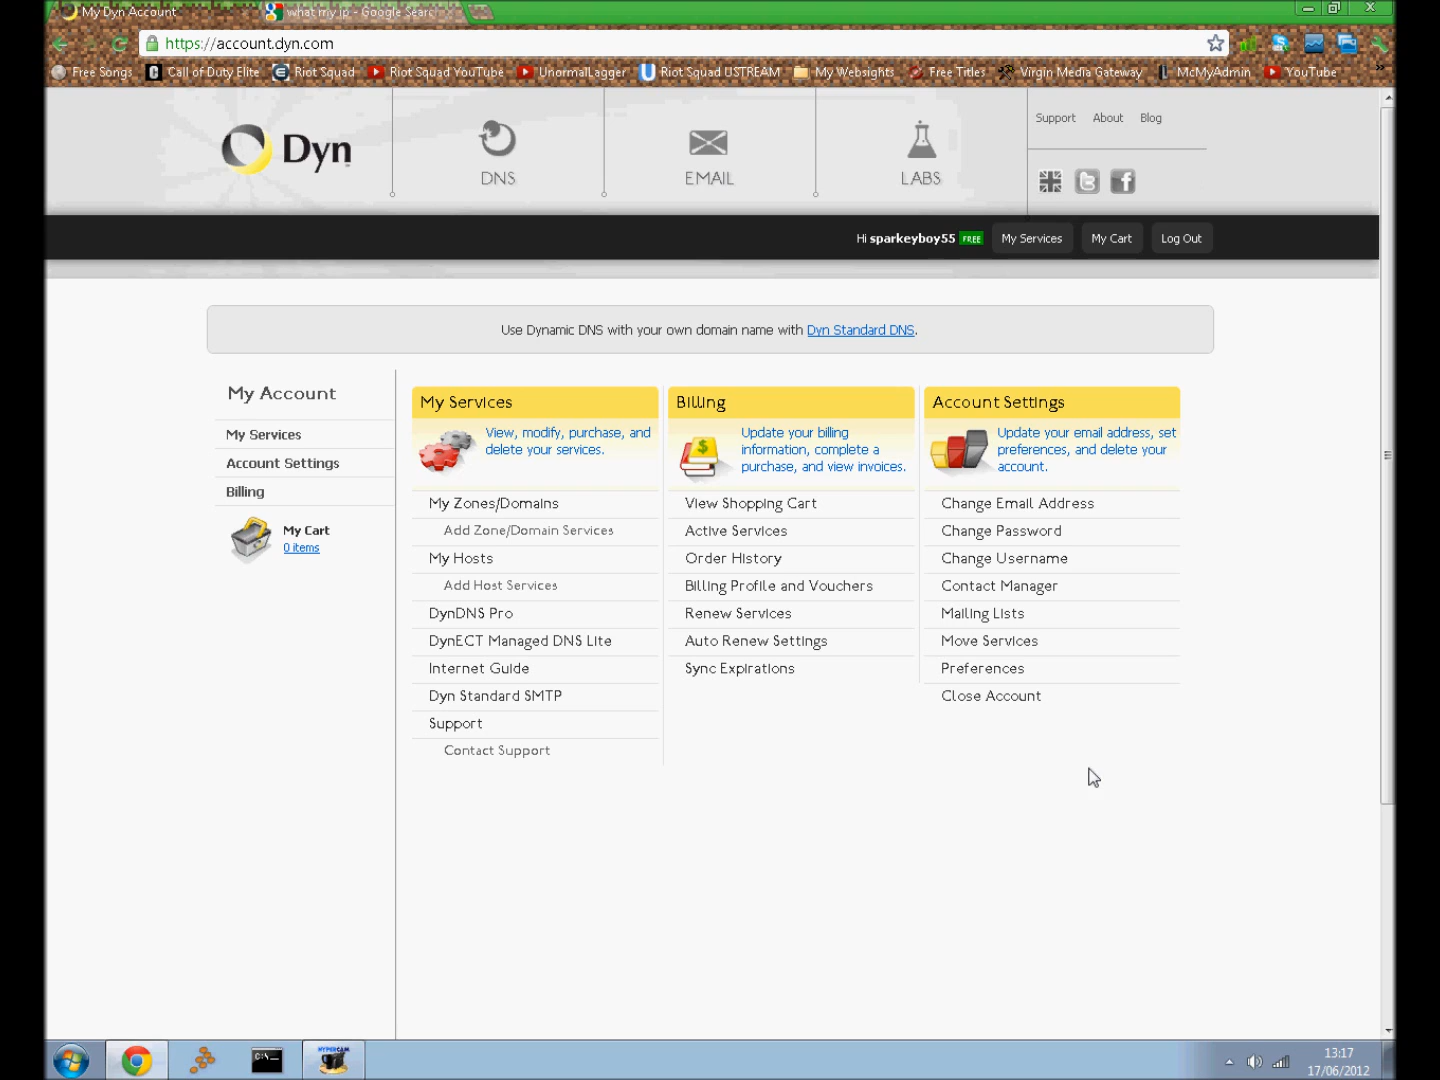 My Dyn Account
what my ip - Google Searc
https://account.dyn.com
Free Songs
Call of Duty Elite
Riot Squad
Riot Squad YouTube
UnormalLagger
Riot Squad USTREAM
My Websights
Free Titles
Virgin Media Gateway
McMyAdmin
YouTube
»
Dyn
DNS
EMAIL
LABS
Support About Blog
Hi sparkeyboy55 FREE
My Services
My Cart
Log Out
Use Dynamic DNS with your own domain name with Dyn Standard DNS.
My Account
My Services
Account Settings
Billing
My Cart
0 items
My Services
View, modify, purchase, and
delete your services.
My Zones/Domains
Add Zone/Domain Services
My Hosts
Add Host Services
DynDNS Pro
DynECT Managed DNS Lite
Internet Guide
Dyn Standard SMTP
Support
Contact Support
Billing
Update your billing
information, complete a
purchase, and view invoices.
View Shopping Cart
Active Services
Order History
Billing Profile and Vouchers
Renew Services
Auto Renew Settings
Sync Expirations
Account Settings
Update your email address, set
preferences, and delete your
account.
Change Email Address
Change Password
Change Username
Contact Manager
Mailing Lists
Move Services
Preferences
Close Account
C:\_
HYPERCAM
13:17
17/06/2012